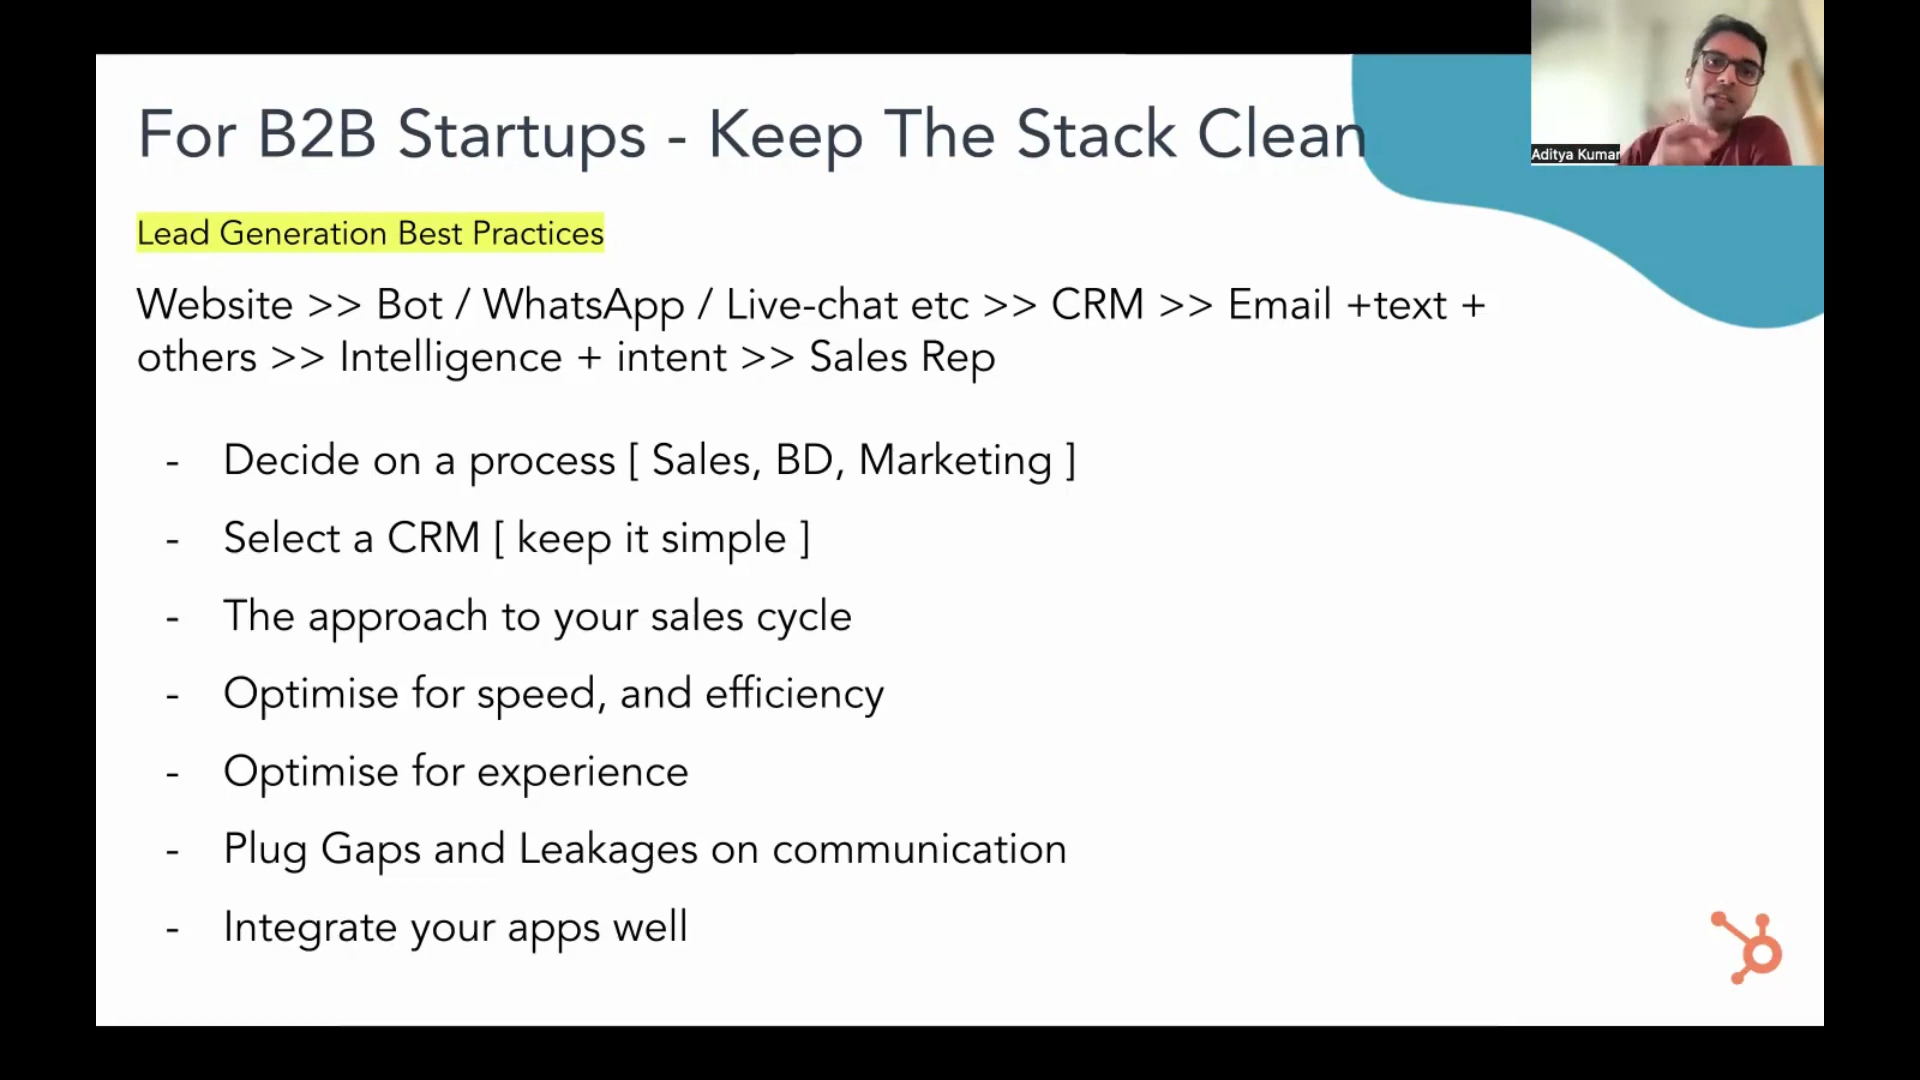 For B2B Startups - Keep The Stack Clean
Aditya Kumar
Lead Generation Best Practices
Website >> Bot / WhatsApp / Live-chat etc >> CRM >> Email +text +
others >> Intelligence + intent >> Sales Rep
- Decide on a process [ Sales, BD, Marketing ]
- Select a CRM [ keep it simple ]
- The approach to your sales cycle
- Optimise for speed, and efficiency
- Optimise for experience
- Plug Gaps and Leakages on communication
- Integrate your apps well